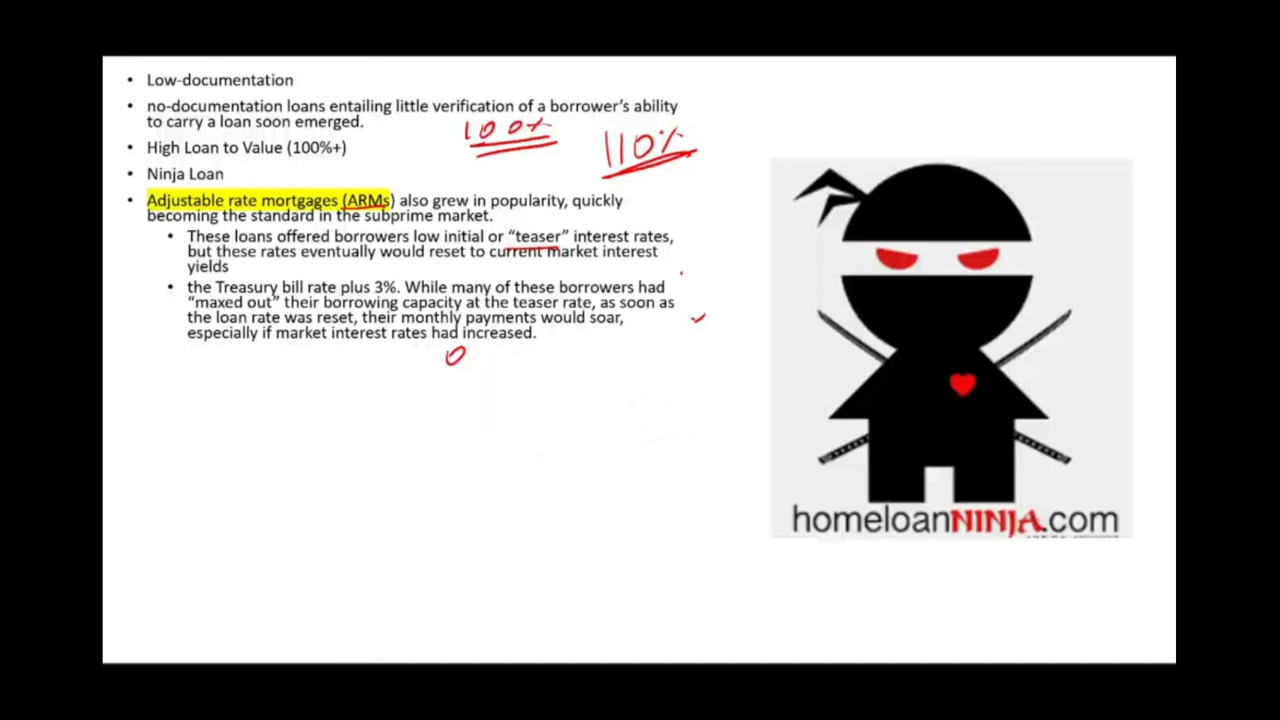 • Low-documentation
• no-documentation loans entailing little verification of a borrower's ability
to carry a loan soon emerged.
100%
110%
• High Loan to Value (100%+)
• Ninja Loan
• Adjustable rate mortgages (ARMs) also grew in popularity, quickly
becoming the standard in the subprime market.
• These loans offered borrowers low initial or “teaser” interest rates,
but these rates eventually would reset to current market interest
yields
• the Treasury bill rate plus 3%. While many of these borrowers had
“maxed out” their borrowing capacity at the teaser rate, as soon as
the loan rate was reset, their monthly payments would soar,
especially if market interest rates had increased.
homeloanNINJA.com